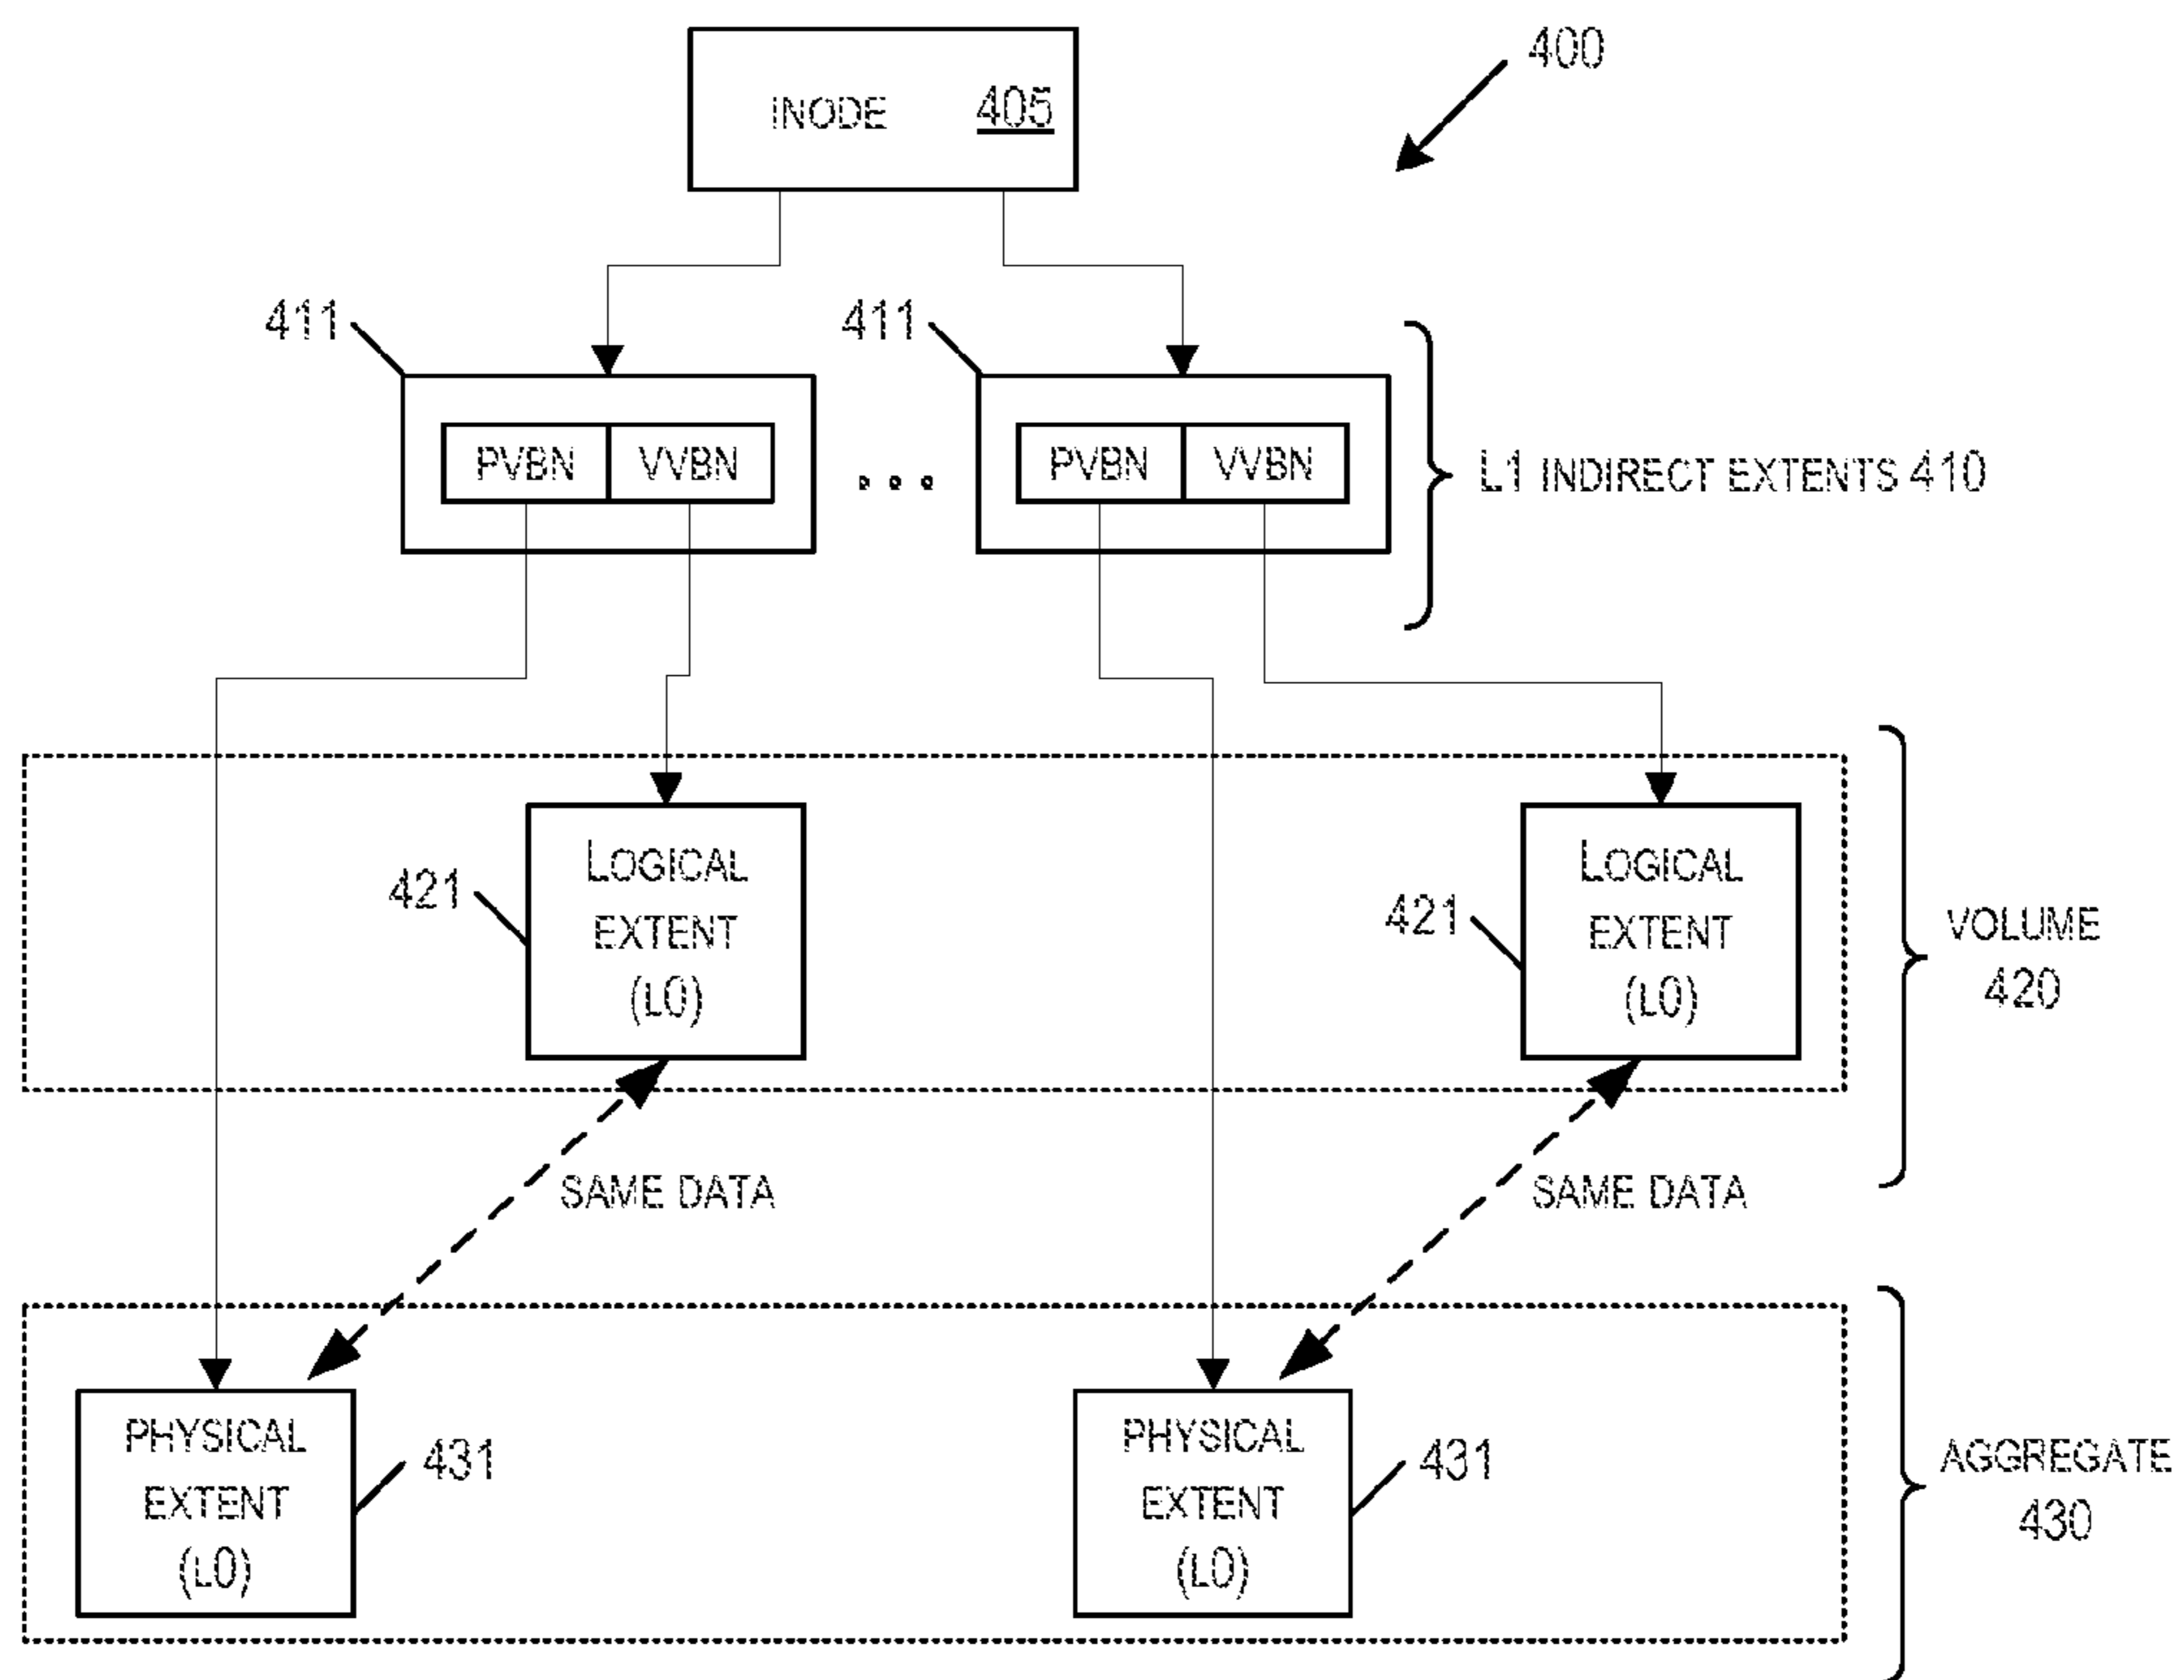 400
INODE 405
411
411
PVBN VVBN
...
PVBN VVBN
L1 INDIRECT EXTENTS 410
LOGICAL
EXTENT
(L0)
421
LOGICAL
EXTENT
(L0)
421
VOLUME
420
SAME DATA
SAME DATA
PHYSICAL
EXTENT
(L0)
431
PHYSICAL
EXTENT
(L0)
431
AGGREGATE
430